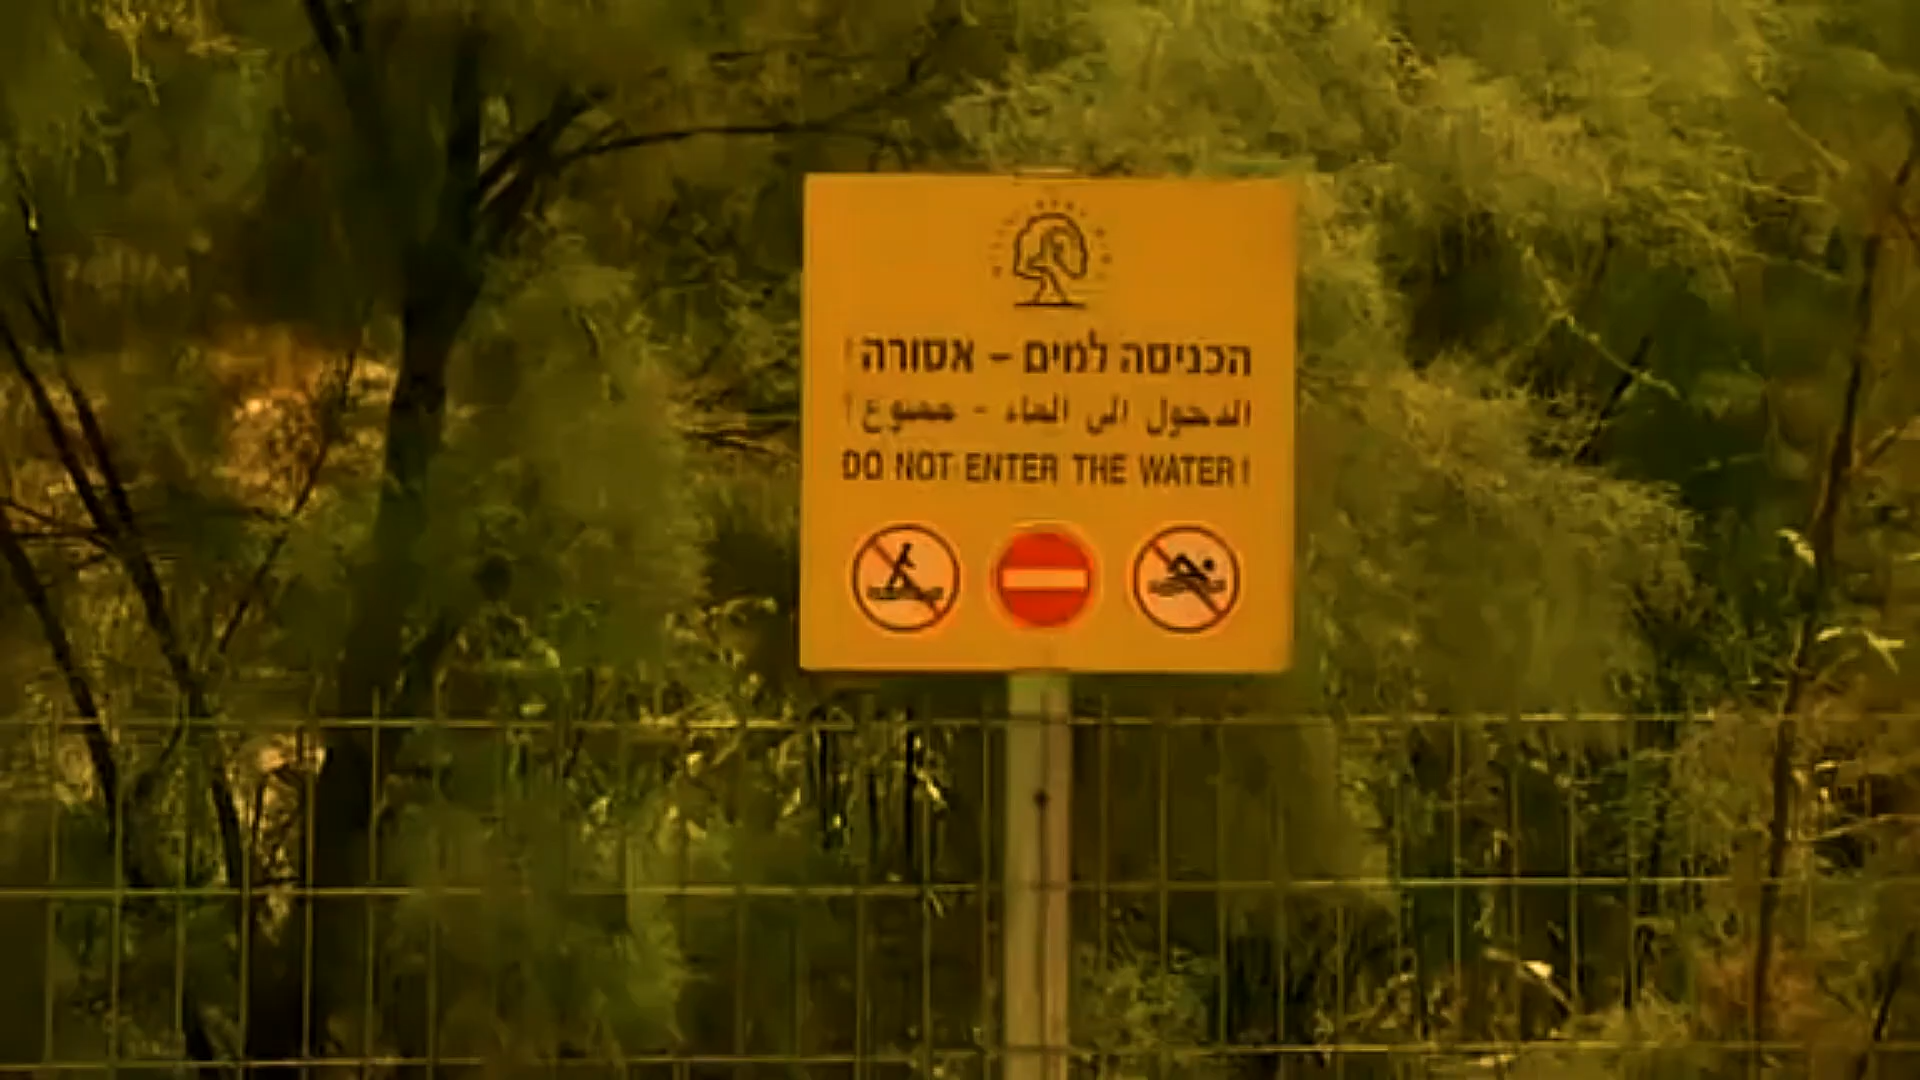 הכניסה למים - אסורה!
الدخول الى الماء - ممنوع!
DO NOT ENTER THE WATER!